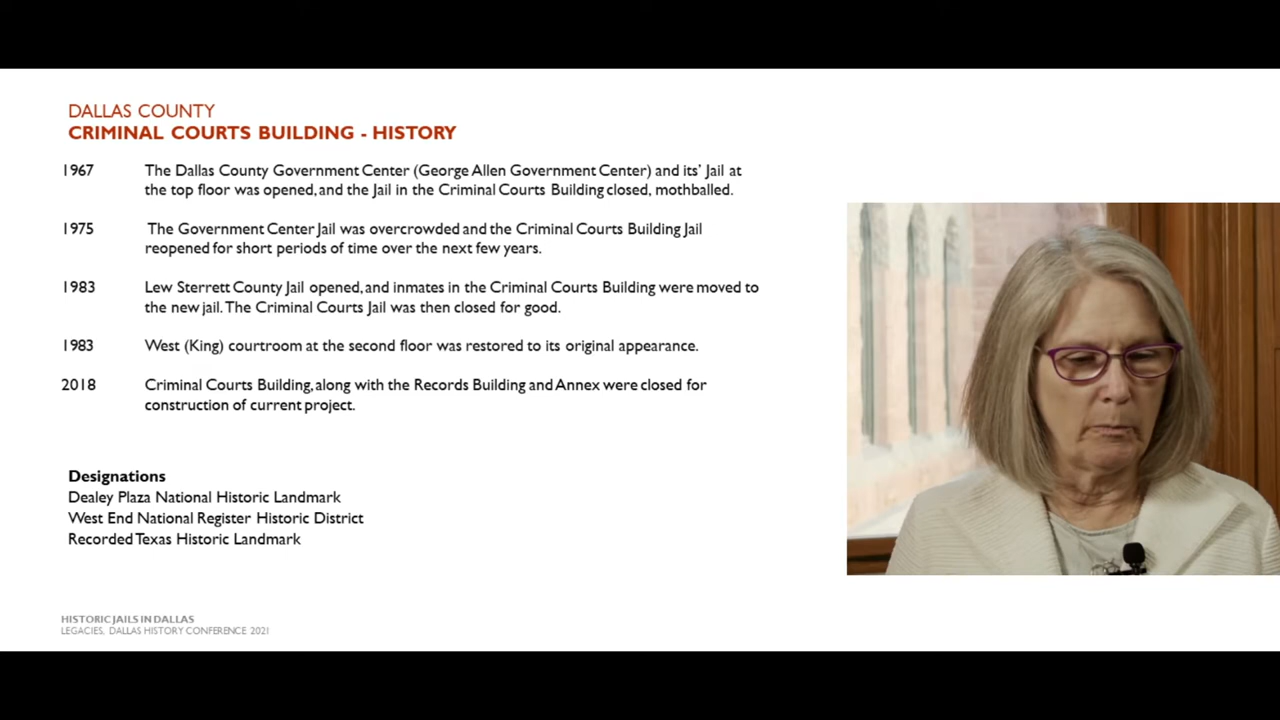 DALLAS COUNTY
CRIMINAL COURTS BUILDING - HISTORY
1967 The Dallas County Government Center (George Allen Government Center) and its' Jail at
the top floor was opened, and the Jail in the Criminal Courts Building closed, mothballed.
1975 The Government Center Jail was overcrowded and the Criminal Courts Building Jail
reopened for short periods of time over the next few years.
1983 Lew Sterrett County Jail opened, and inmates in the Criminal Courts Building were moved to
the new jail. The Criminal Courts Jail was then closed for good.
1983 West (King) courtroom at the second floor was restored to its original appearance.
2018 Criminal Courts Building, along with the Records Building and Annex were closed for
construction of current project.
Designations
Dealey Plaza National Historic Landmark
West End National Register Historic District
Recorded Texas Historic Landmark
HISTORIC JAILS IN DALLAS
LEGACIES, DALLAS HISTORY CONFERENCE 2021